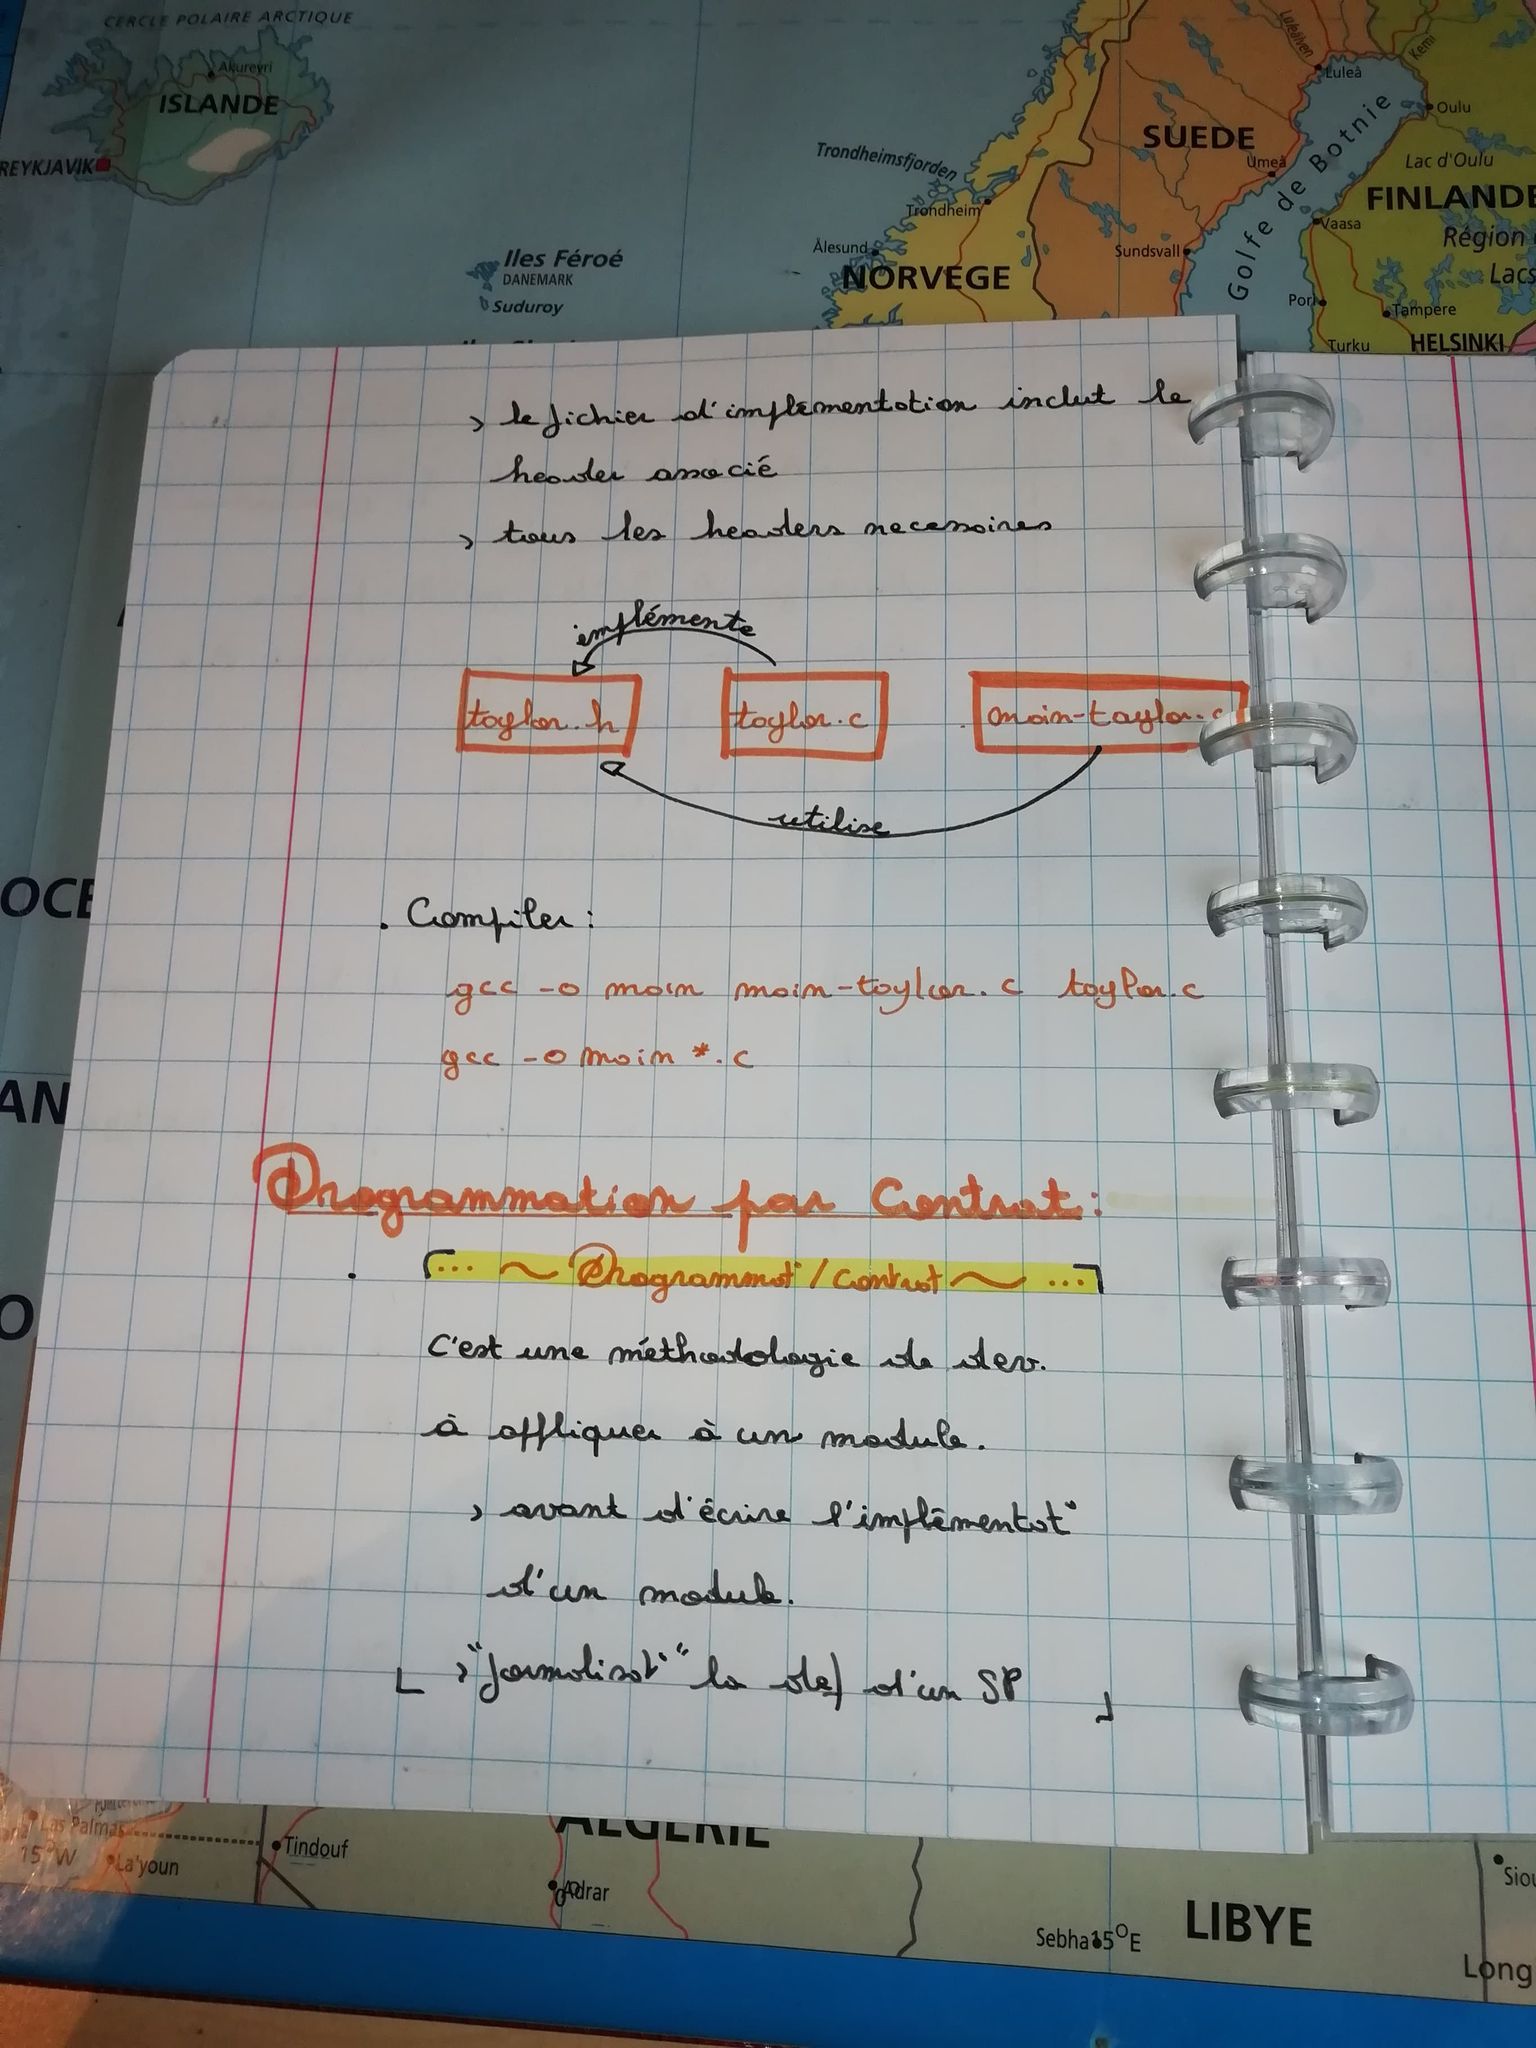 CERCLE POLAIRE ARCTIQUE
Akureyri
ISLANDE
REYKJAVIK
Luleälven
Luleå
Kemi
Oulu
SUEDE
Umeå
Golfe de Botnie
Lac d'Oulu
FINLANDE
Vaasa
Région
Lacs
Trondheimsfjorden
Trondheim
Ålesund
Sundsvall
NORVEGE
Iles Féroé
DANEMARK
Suduroy
Pori
Tampere
Turku
HELSINKI
> le fichier d'implémentation inclut le
header associé
> tous les headers necessaires
implémente
taylor.h taylor.c main-taylor.c
utilise
. Compiler :
gcc -o main main-taylor.c taylor.c
gcc -o main *.c
Programmation par Contrat :
. ... ~ Programmat°/Contrat ~ ...
C'est une méthodologie de dev.
à appliquer à un module.
> avant d'écrire l'implémentat°
d'un module.
> "formalisat°" la def d'un SP
OCE
AN
O
Las Palmas
15°W
La'youn
Tindouf
ALGERIE
Adrar
Sebha
15°E
LIBYE
Siou
Long